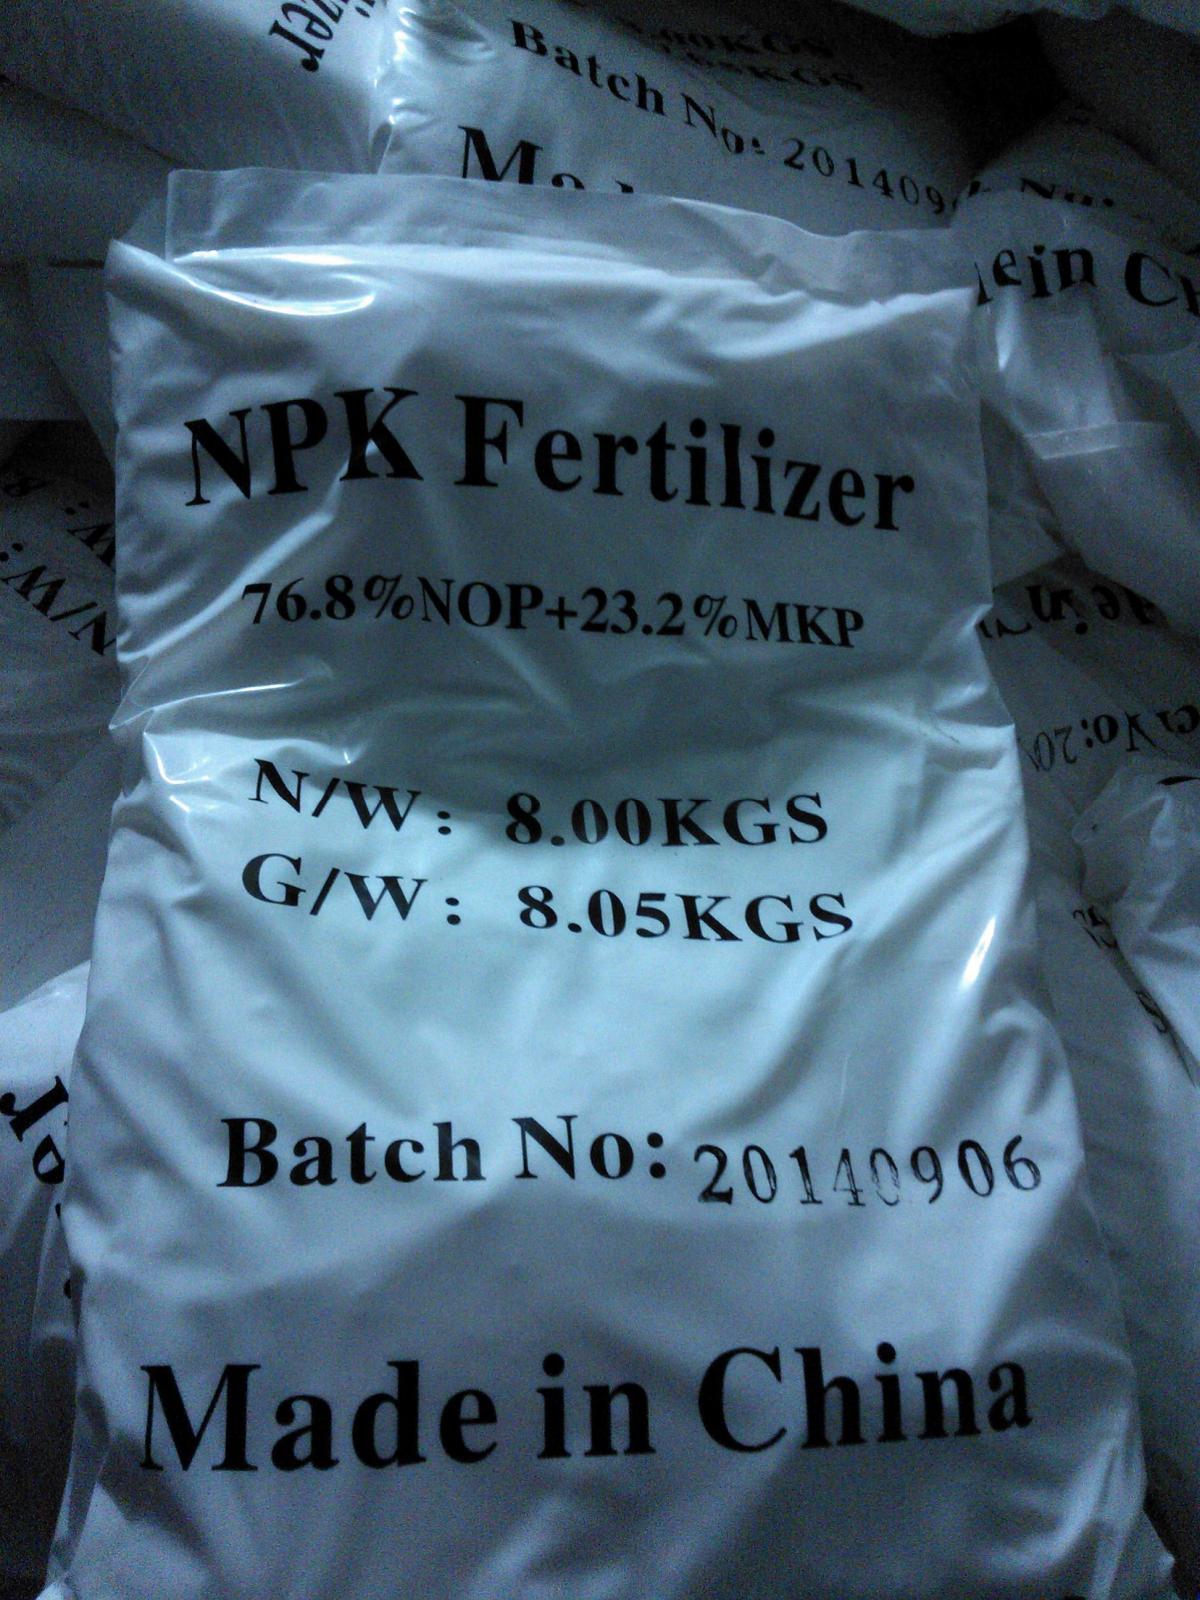 Batch No: 201409
NPK Fertilizer
76.8%NOP+23.2%MKP
N/W: 8.00KGS
G/W: 8.05KGS
Batch No: 20140906
Made in China